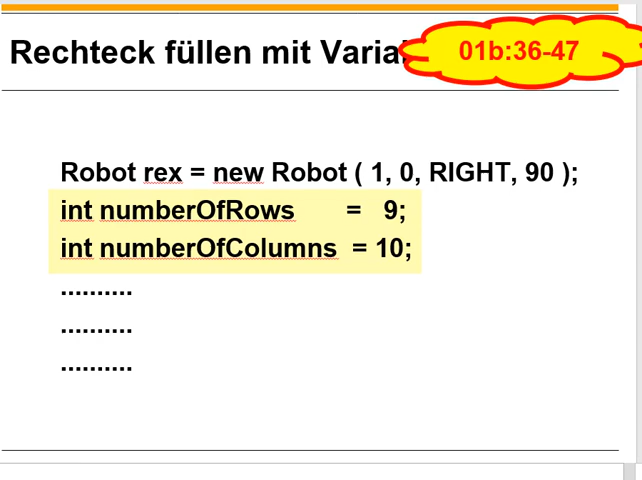 Rechteck füllen mit
01b:36-47
Robot rex = new Robot ( 1, 0, RIGHT, 90 );
int numberOfRows = 9;
int numberOfColumns = 10;
..........
..........
..........